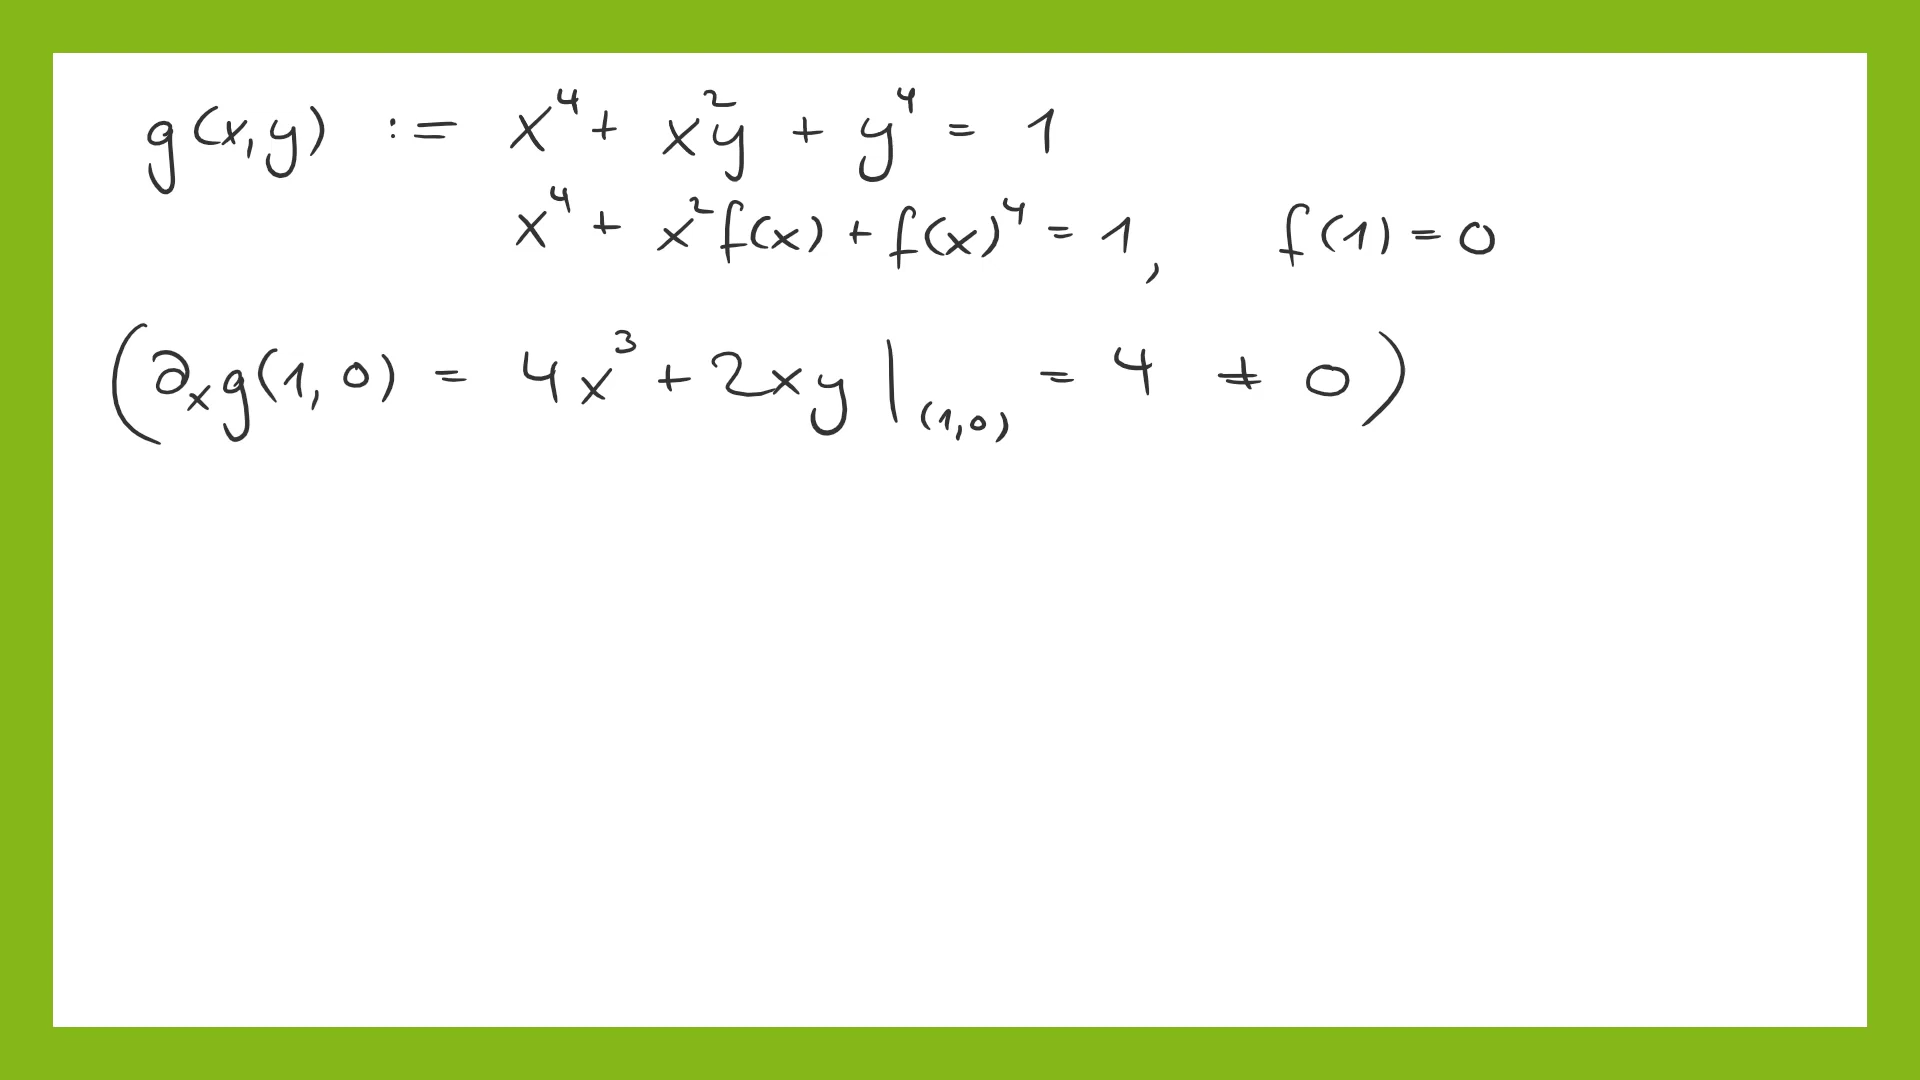 g(x,y) := x⁴ + x²y + y⁴ = 1
x⁴ + x²f(x) + f(x)⁴ = 1, f(1) = 0
(∂ₓg(1,0) = 4x³ + 2xy |₍₁,₀₎ = 4 ≠ 0)